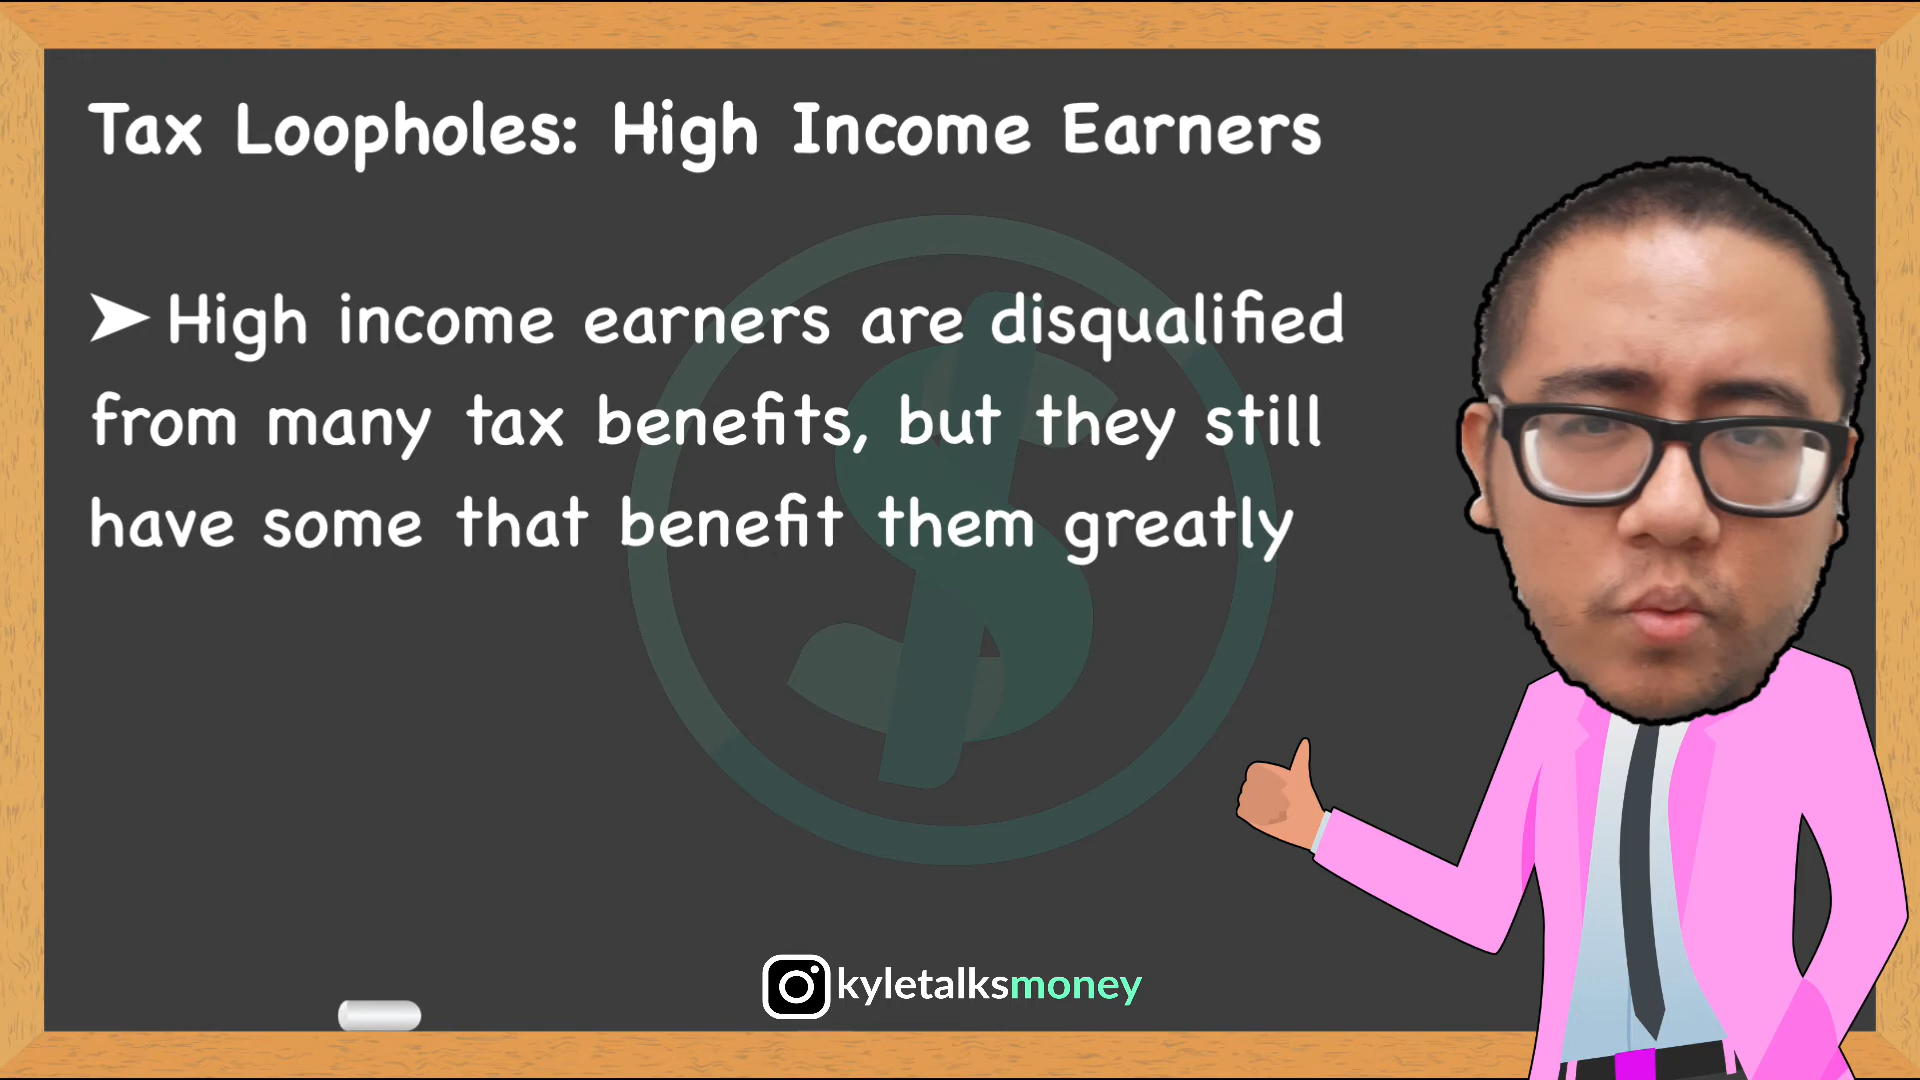 Tax Loopholes: High Income Earners
➤ High income earners are disqualified
from many tax benefits, but they still
have some that benefit them greatly
kyletalksmoney